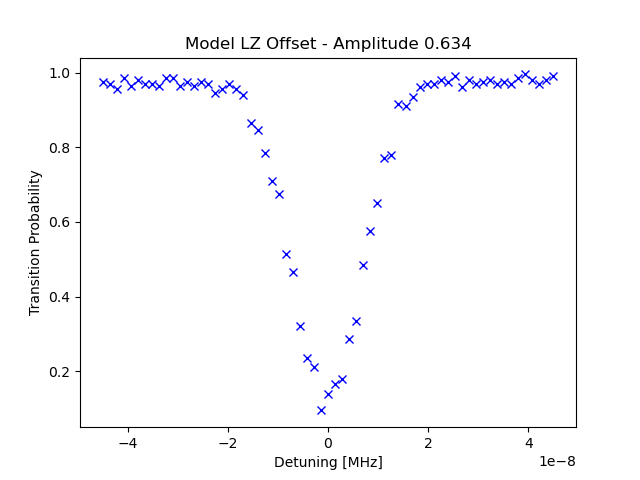 Model LZ Offset - Amplitude 0.634
Transition Probability
1.0
0.8
0.6
0.4
0.2
−4
−2
0
2
4
1e−8
Detuning [MHz]